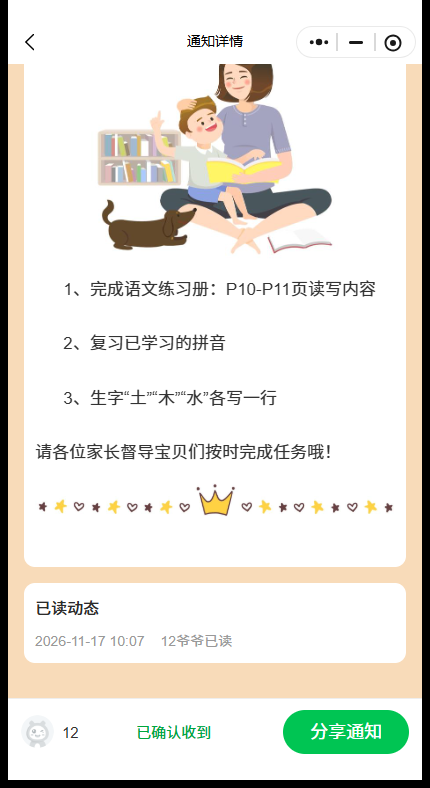 通知详情
1、完成语文练习册：P10-P11页读写内容
2、复习已学习的拼音
3、生字“土”“木”“水”各写一行
请各位家长督导宝贝们按时完成任务哦！
已读动态
2026-11-17 10:07 12爷爷已读
12 已确认收到 分享通知